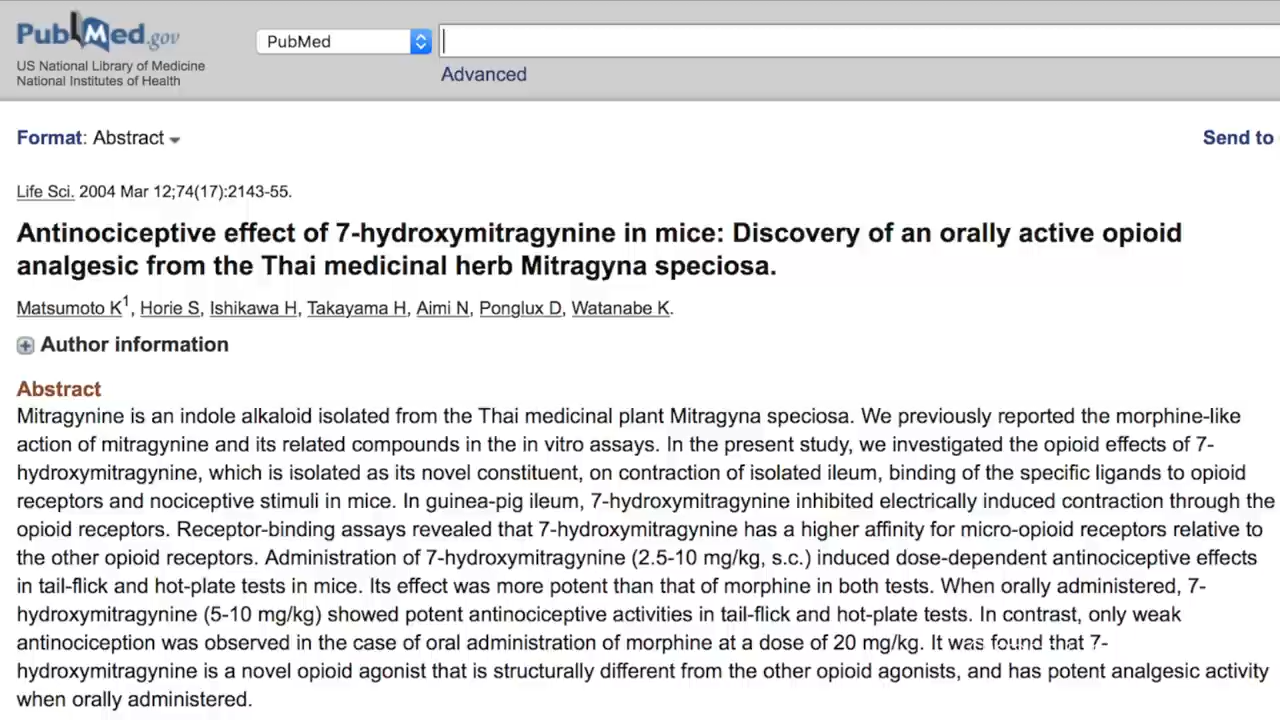 PubMed.gov
US National Library of Medicine
National Institutes of Health
PubMed
Advanced
Format: Abstract
Send to
Life Sci. 2004 Mar 12;74(17):2143-55.
Antinociceptive effect of 7-hydroxymitragynine in mice: Discovery of an orally active opioid
analgesic from the Thai medicinal herb Mitragyna speciosa.
Matsumoto K1, Horie S, Ishikawa H, Takayama H, Aimi N, Ponglux D, Watanabe K.
Author information
Abstract
Mitragynine is an indole alkaloid isolated from the Thai medicinal plant Mitragyna speciosa. We previously reported the morphine-like
action of mitragynine and its related compounds in the in vitro assays. In the present study, we investigated the opioid effects of 7-
hydroxymitragynine, which is isolated as its novel constituent, on contraction of isolated ileum, binding of the specific ligands to opioid
receptors and nociceptive stimuli in mice. In guinea-pig ileum, 7-hydroxymitragynine inhibited electrically induced contraction through the
opioid receptors. Receptor-binding assays revealed that 7-hydroxymitragynine has a higher affinity for micro-opioid receptors relative to
the other opioid receptors. Administration of 7-hydroxymitragynine (2.5-10 mg/kg, s.c.) induced dose-dependent antinociceptive effects
in tail-flick and hot-plate tests in mice. Its effect was more potent than that of morphine in both tests. When orally administered, 7-
hydroxymitragynine (5-10 mg/kg) showed potent antinociceptive activities in tail-flick and hot-plate tests. In contrast, only weak
antinociception was observed in the case of oral administration of morphine at a dose of 20 mg/kg. It was found that 7-
hydroxymitragynine is a novel opioid agonist that is structurally different from the other opioid agonists, and has potent analgesic activity
when orally administered.